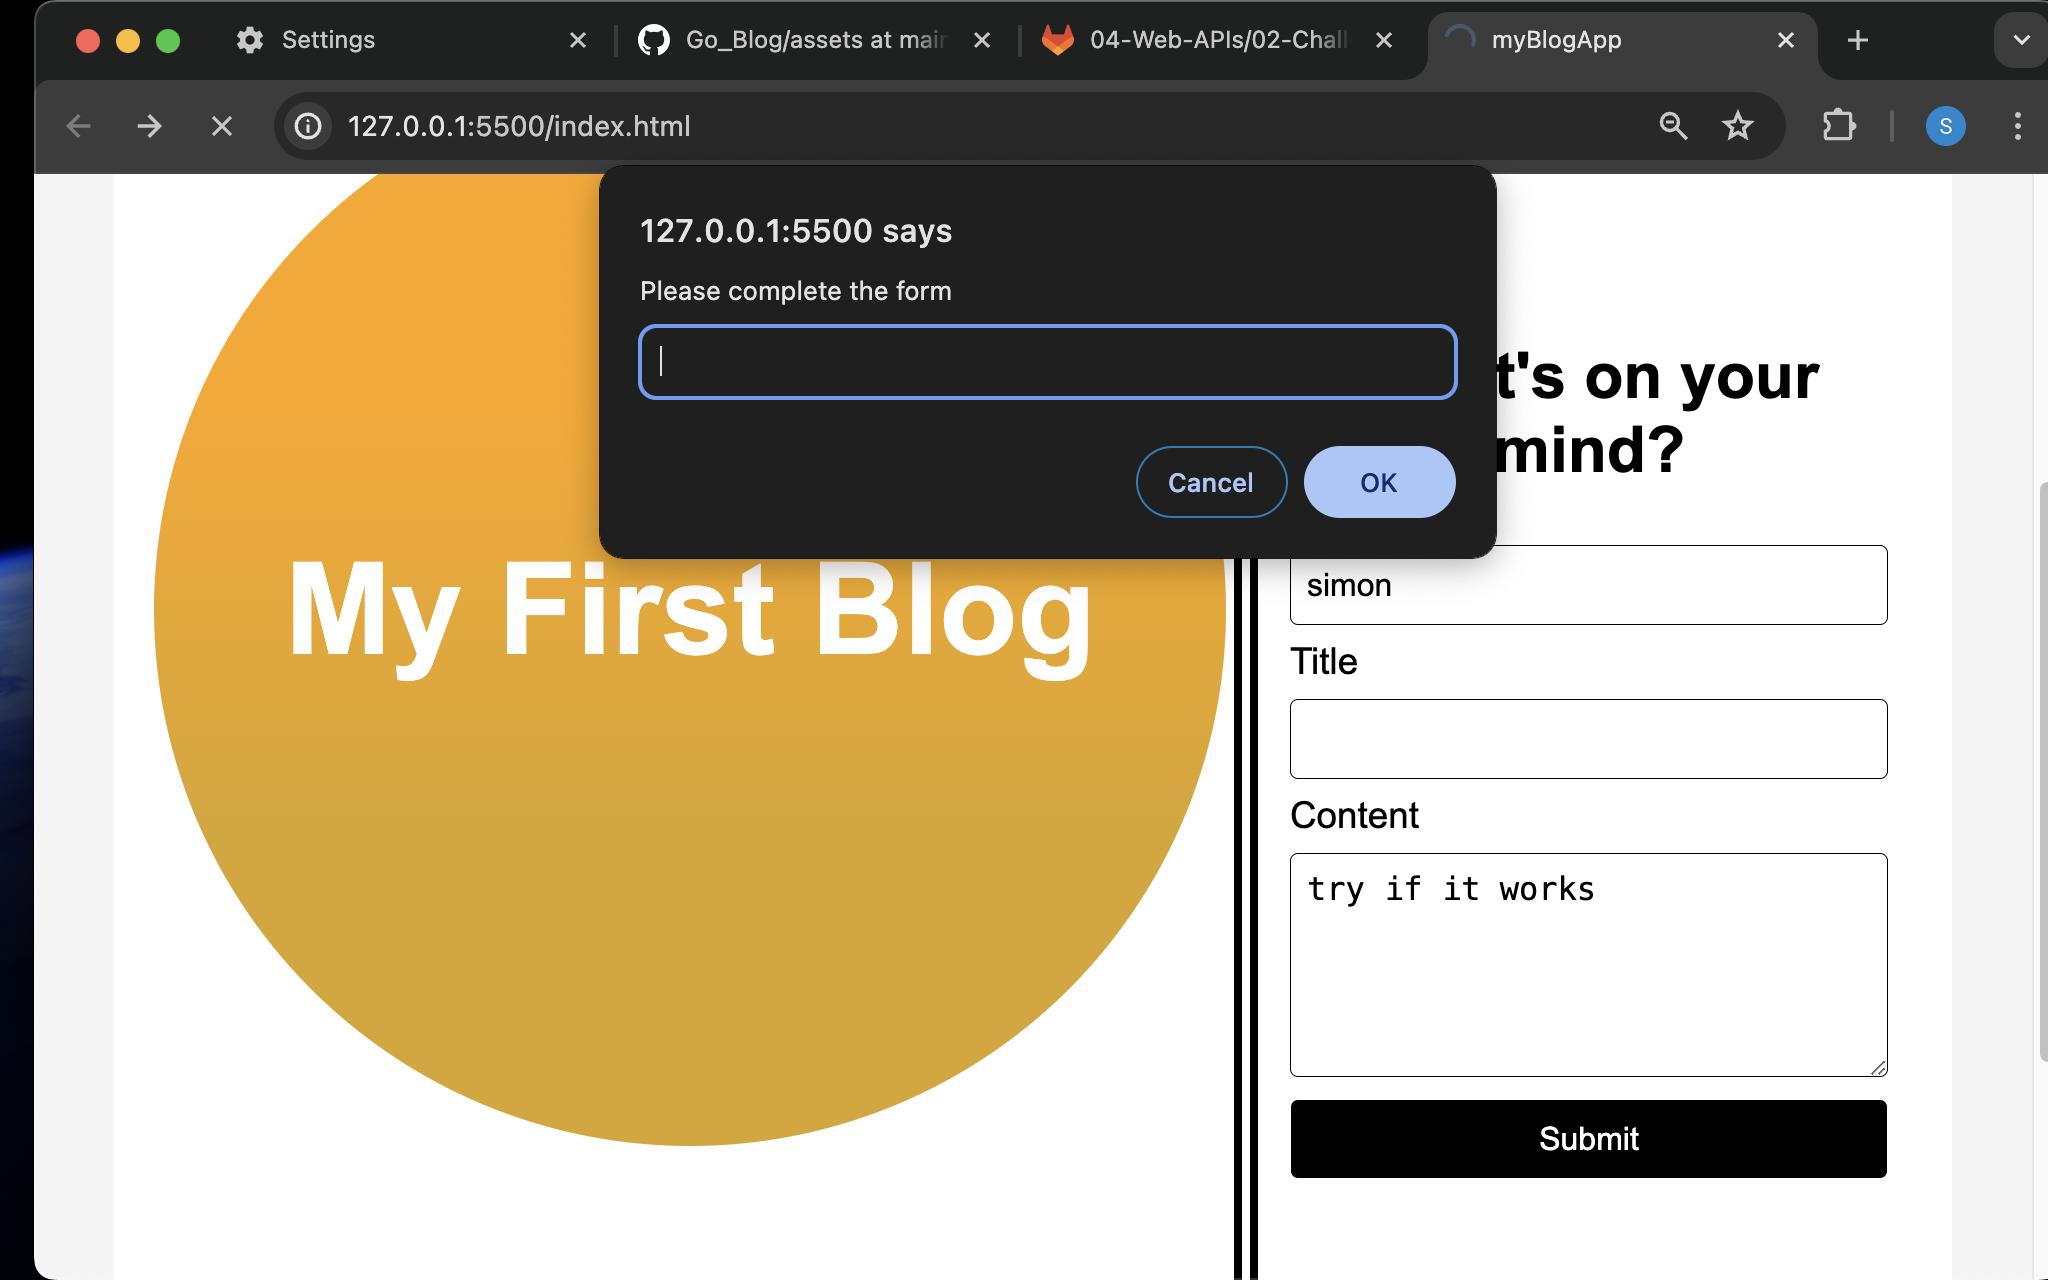 Settings
Go_Blog/assets at main
04-Web-APIs/02-Chall
myBlogApp
127.0.0.1:5500/index.html
S
127.0.0.1:5500 says
Please complete the form
Cancel
OK
t's on your
mind?
My First Blog
simon
Title
Content
try if it works
Submit